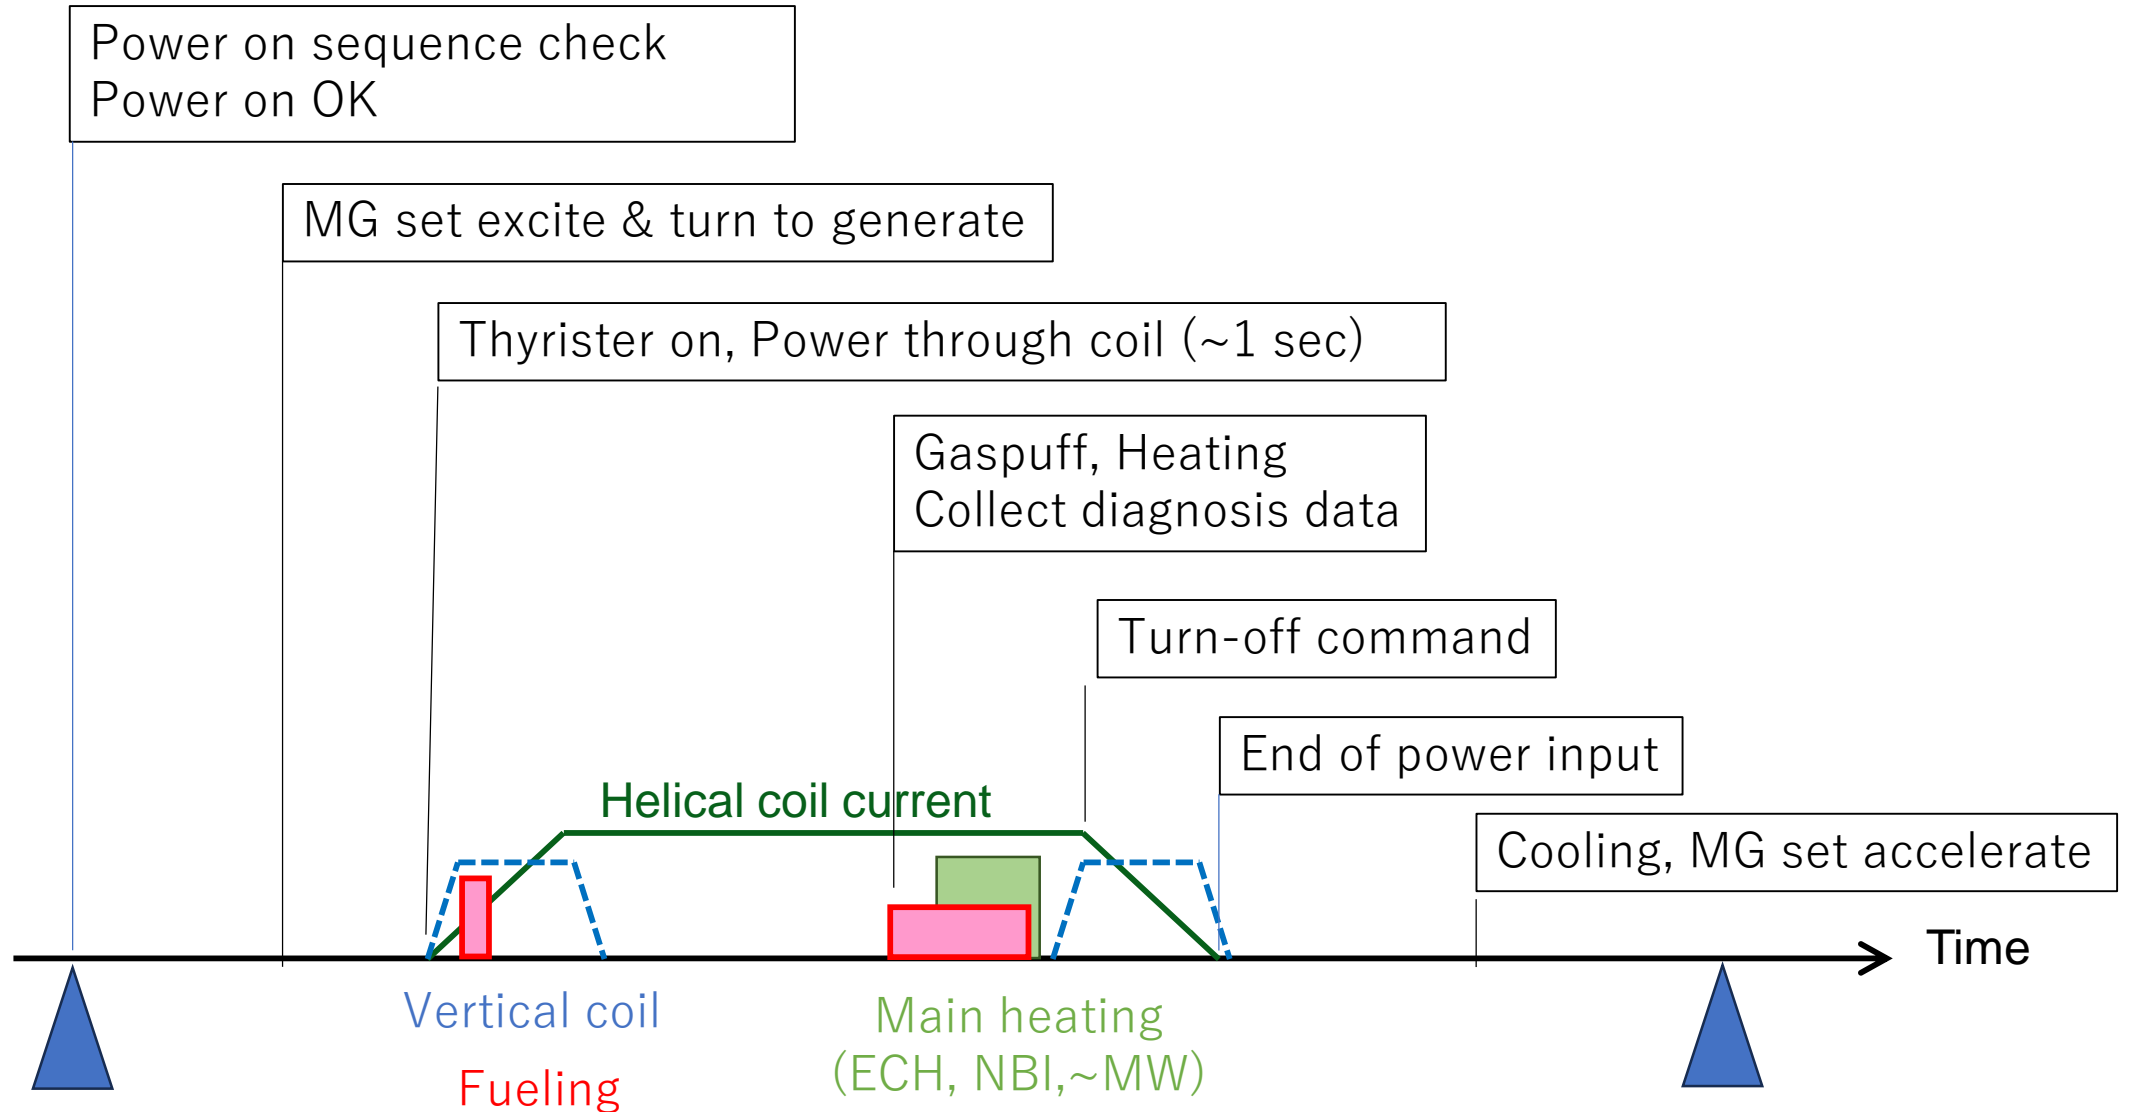 Power on sequence check
Power on OK
MG set excite & turn to generate
Thyrister on, Power through coil (~1 sec)
Gaspuff, Heating
Collect diagnosis data
Turn-off command
End of power input
Helical coil current
Cooling, MG set accelerate
Time
Vertical coil
Fueling
Main heating
(ECH, NBI,~MW)